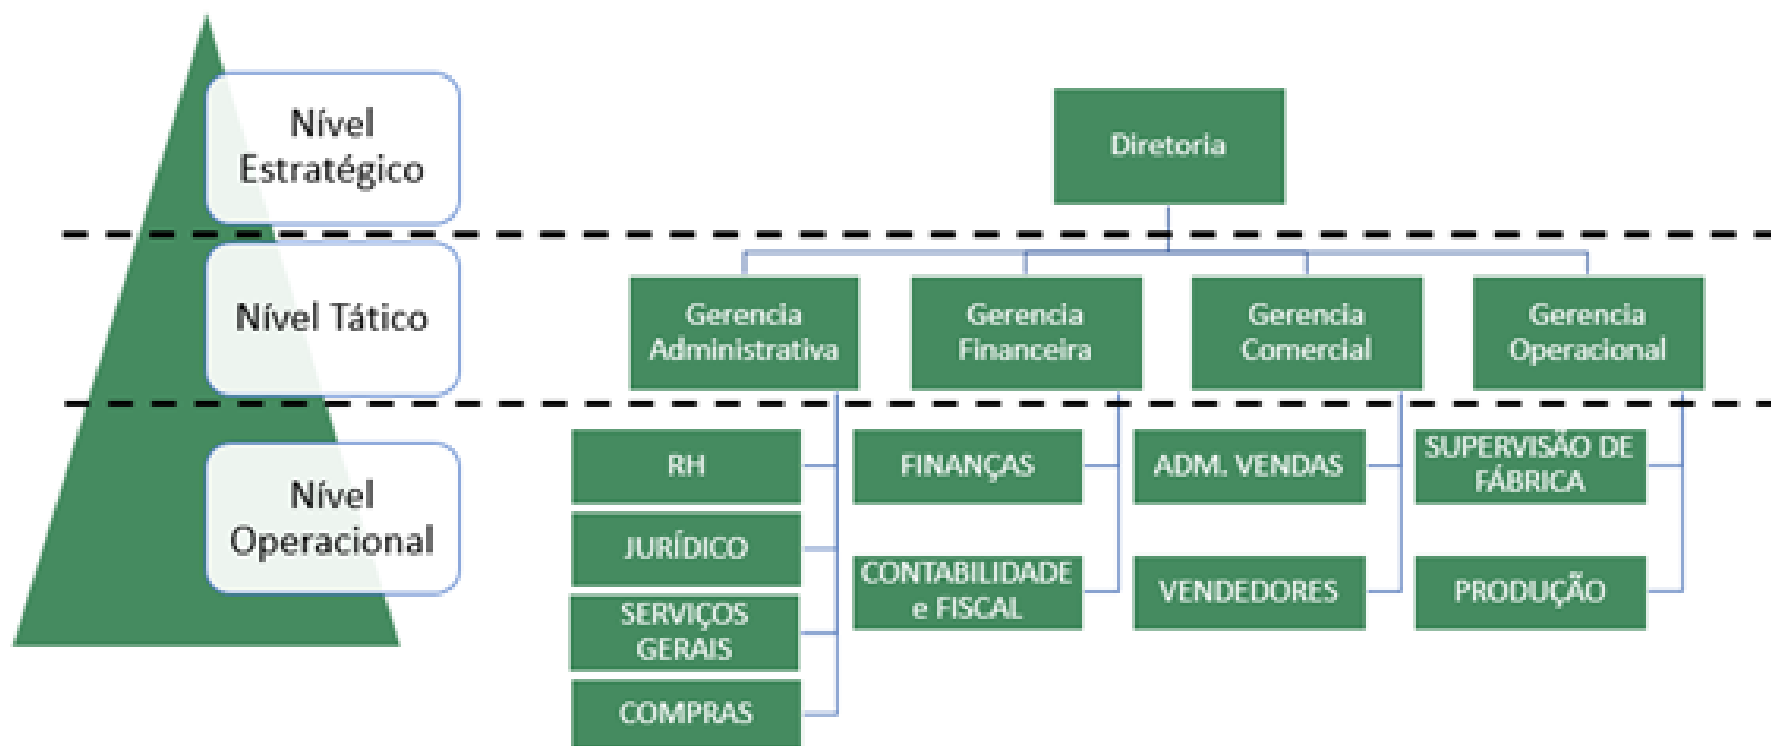 Nível
Estratégico
Diretoria
Nível Tático
Gerencia
Administrativa
Gerencia
Financeira
Gerencia
Comercial
Gerencia
Operacional
Nível
Operacional
RH
FINANÇAS
ADM. VENDAS
SUPERVISÃO DE
FÁBRICA
JURÍDICO
CONTABILIDADE
e FISCAL
VENDEDORES
PRODUÇÃO
SERVIÇOS
GERAIS
COMPRAS